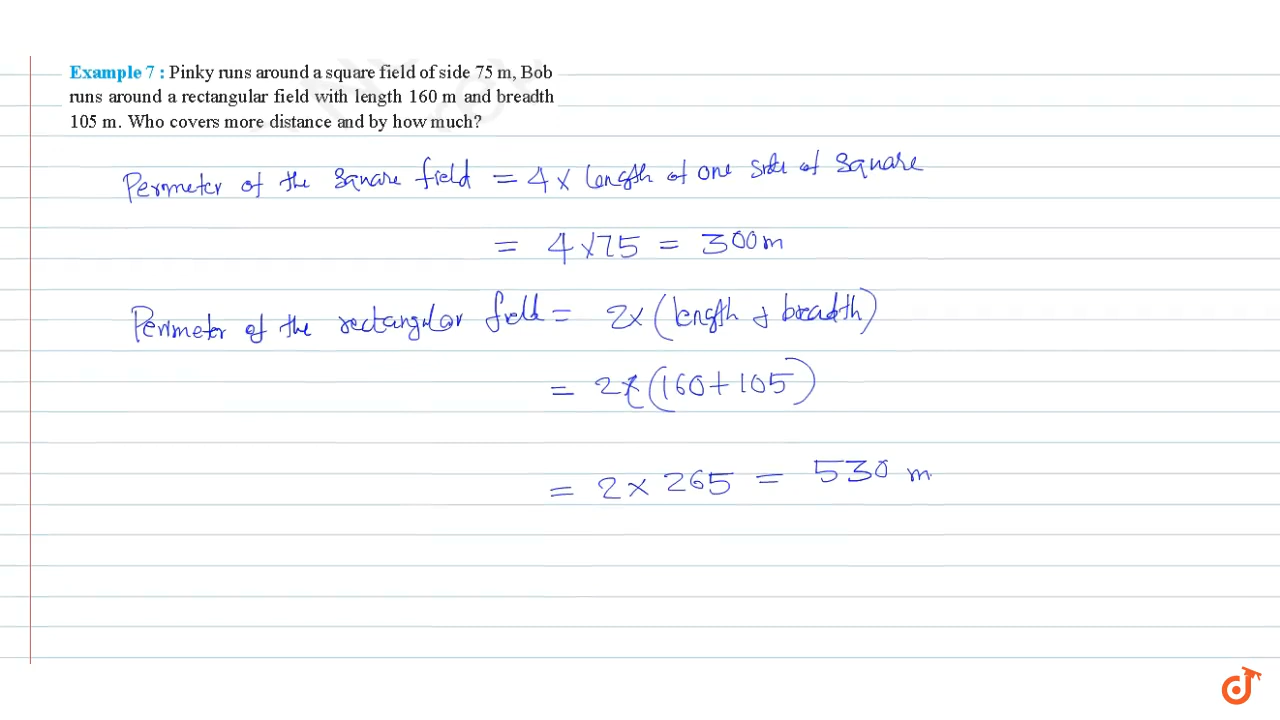 Example 7 : Pinky runs around a square field of side 75 m, Bob
runs around a rectangular field with length 160 m and breadth
105 m. Who covers more distance and by how much?
Perimeter of the square field = 4 × length of one side of square
= 4 × 75 = 300 m
Perimeter of the rectangular field = 2 × (length + breadth)
= 2 × (160 + 105)
= 2 × 265 = 530 m